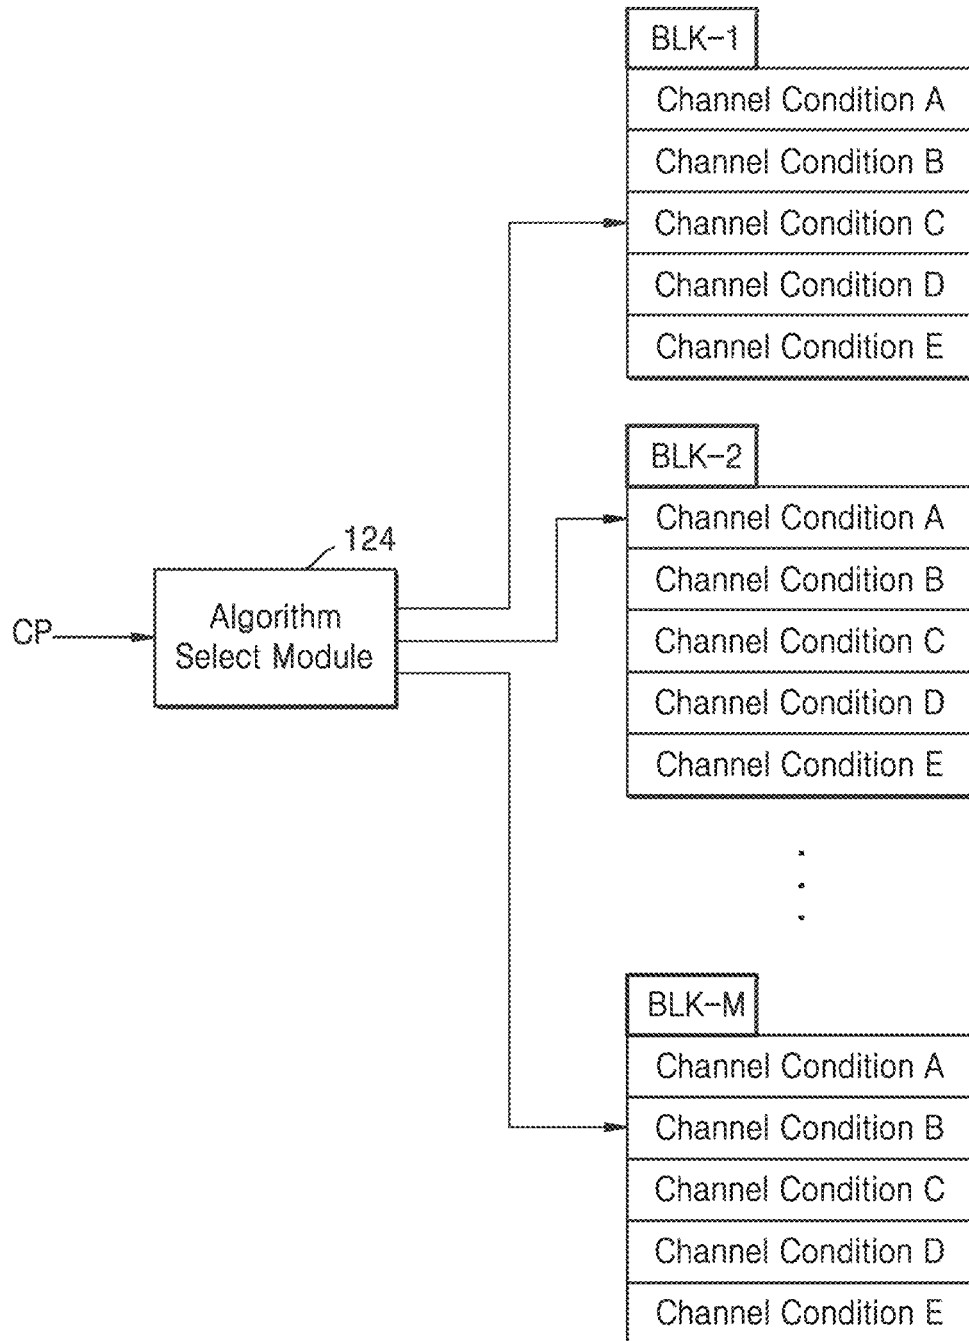 BLK-1
Channel Condition A
Channel Condition B
Channel Condition C
Channel Condition D
Channel Condition E
BLK-2
Channel Condition A
Channel Condition B
Channel Condition C
Channel Condition D
Channel Condition E
124
CP
Algorithm
Select Module
BLK-M
Channel Condition A
Channel Condition B
Channel Condition C
Channel Condition D
Channel Condition E